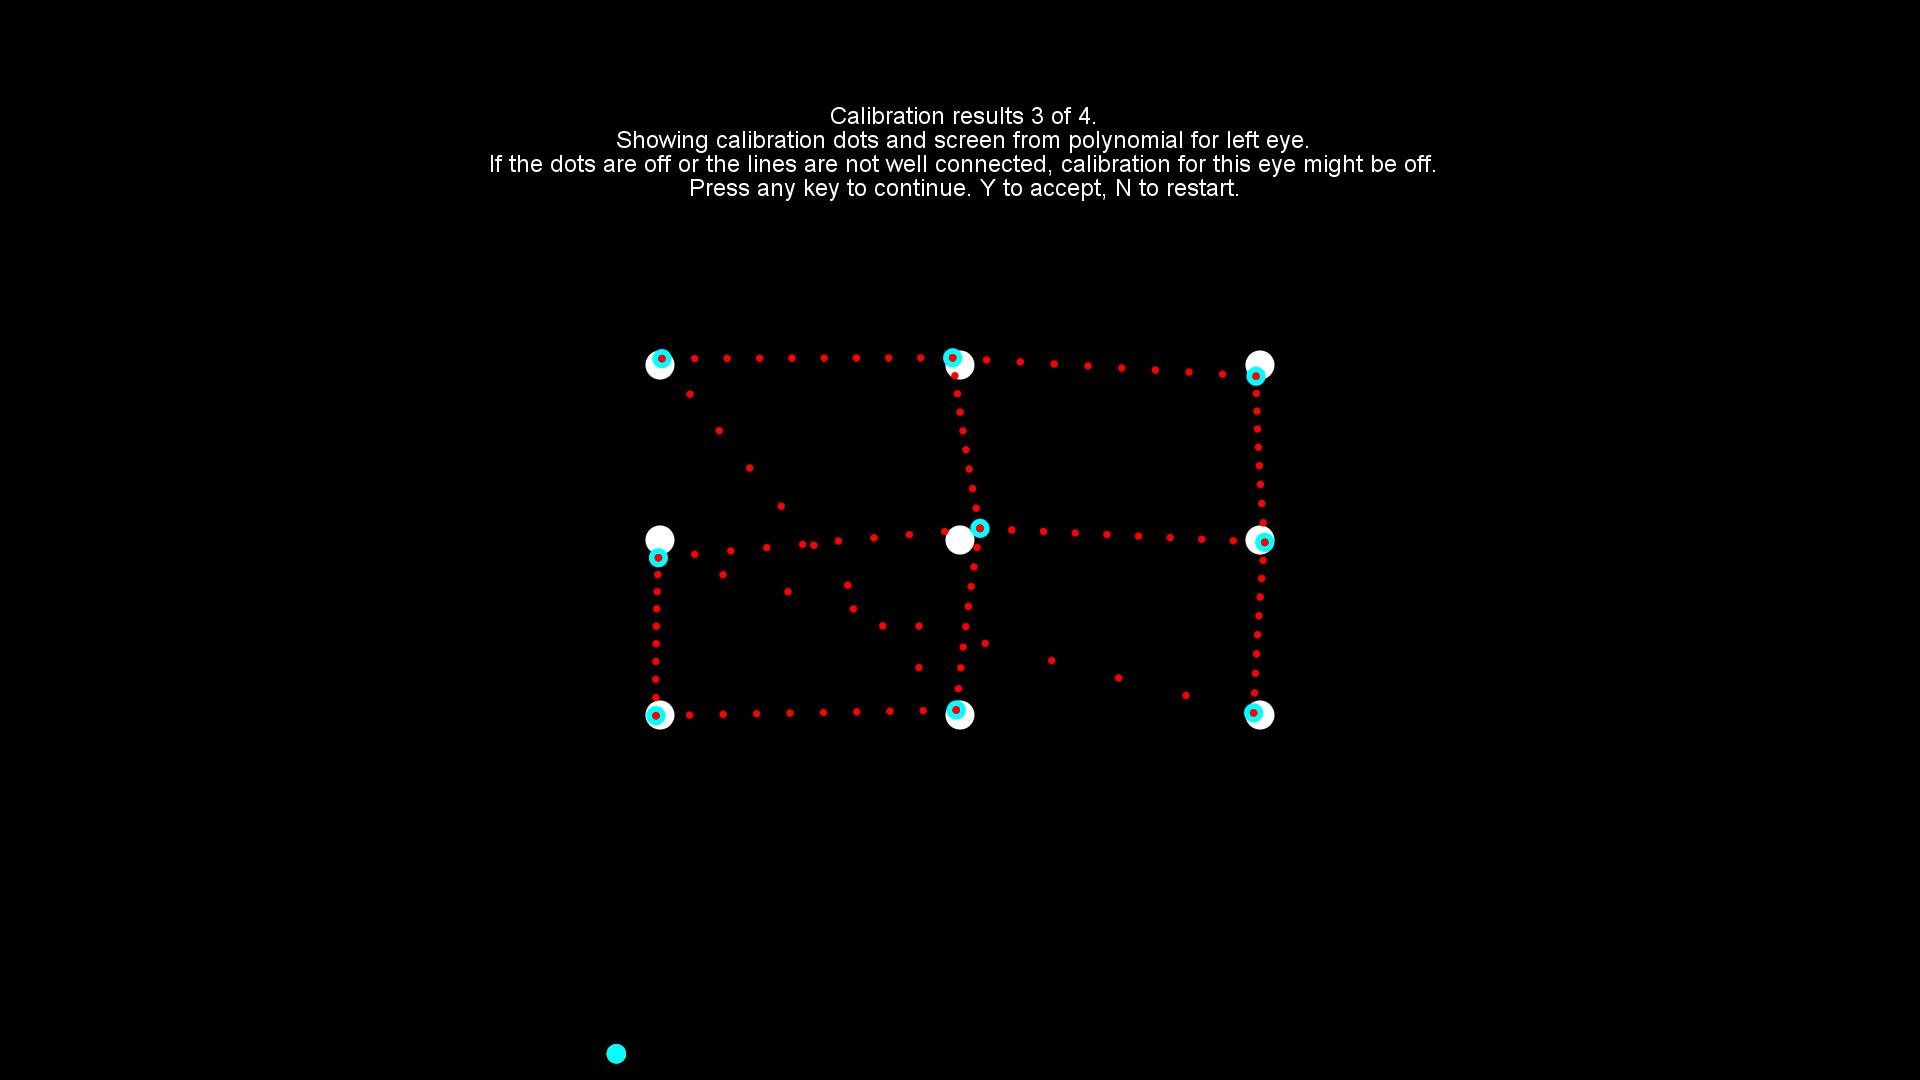 Calibration results 3 of 4.
Showing calibration dots and screen from polynomial for left eye.
If the dots are off or the lines are not well connected, calibration for this eye might be off.
Press any key to continue. Y to accept, N to restart.